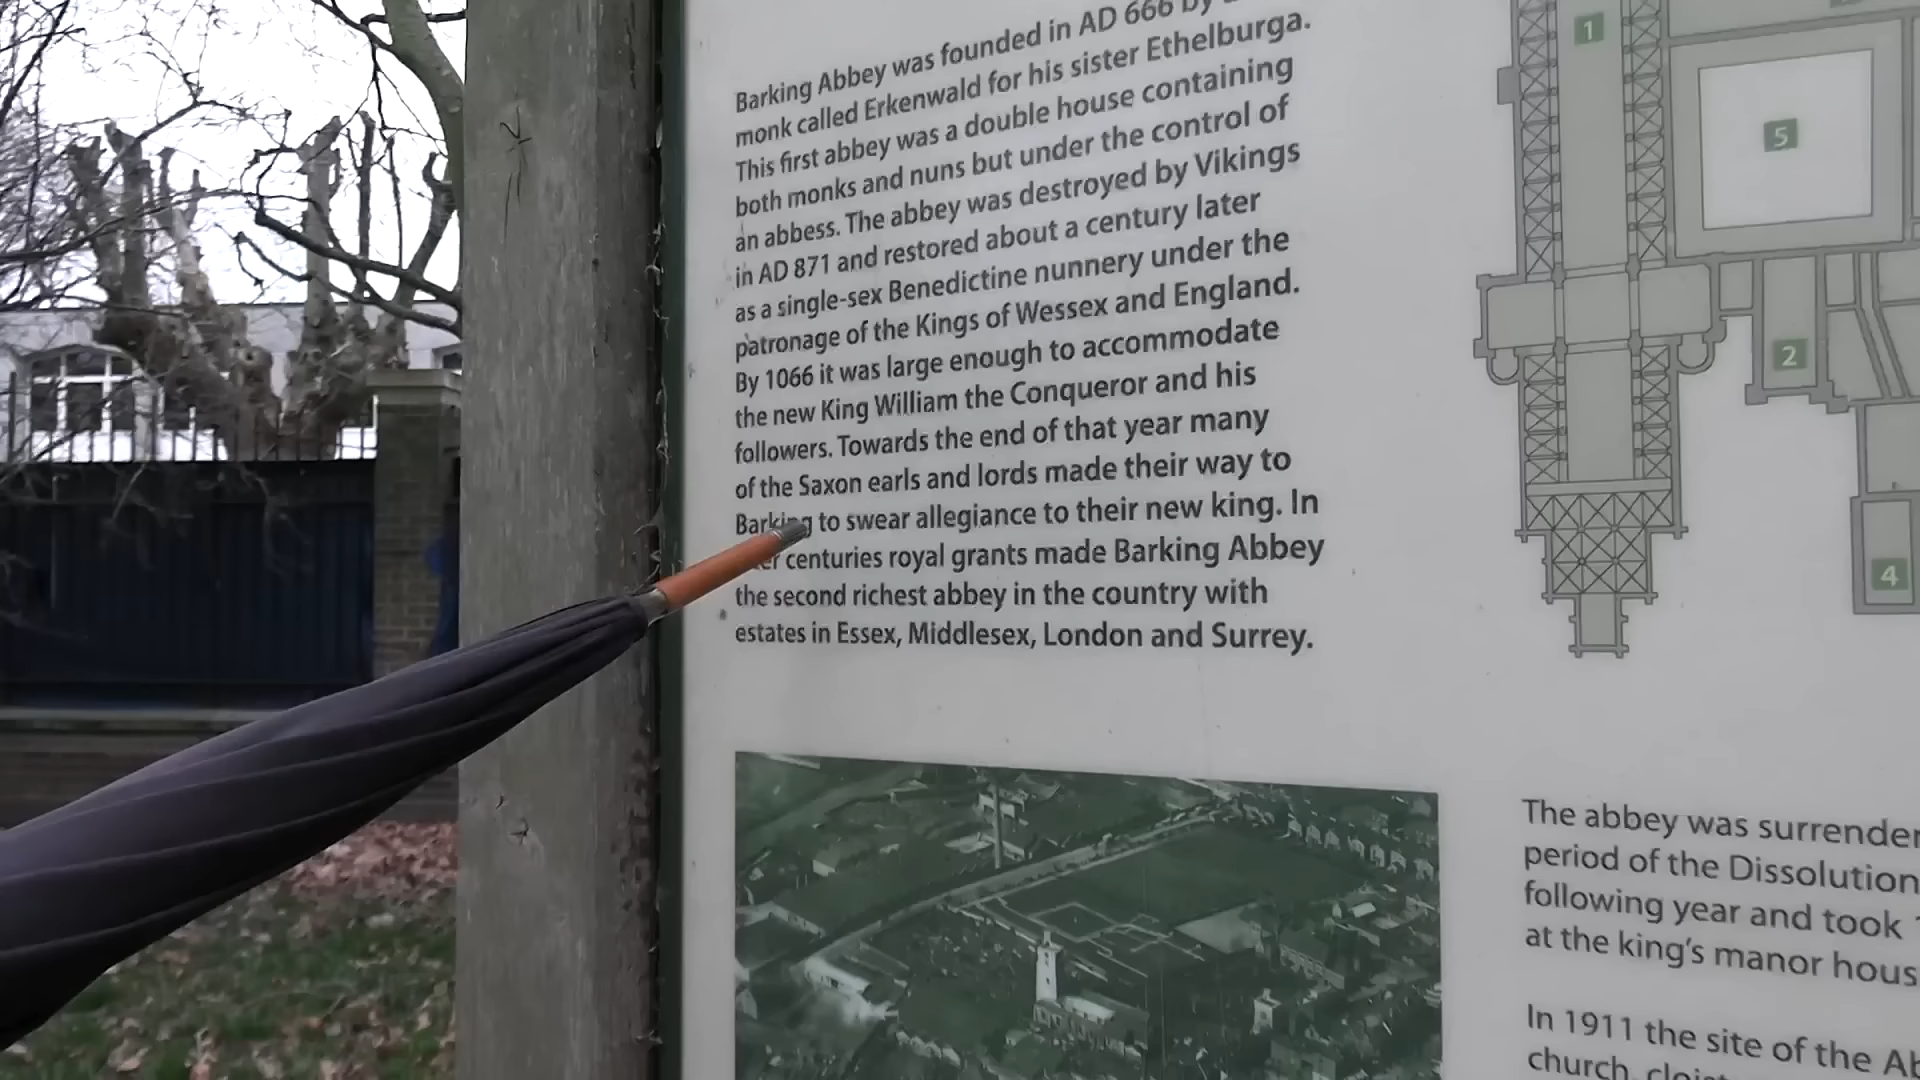 Barking Abbey was founded in AD 666 by
monk called Erkenwald for his sister Ethelburga.
This first abbey was a double house containing
both monks and nuns but under the control of
an abbess. The abbey was destroyed by Vikings
in AD 871 and restored about a century later
as a single-sex Benedictine nunnery under the
patronage of the Kings of Wessex and England.
By 1066 it was large enough to accommodate
the new King William the Conqueror and his
followers. Towards the end of that year many
of the Saxon earls and lords made their way to
Barking to swear allegiance to their new king. In
centuries royal grants made Barking Abbey
the second richest abbey in the country with
estates in Essex, Middlesex, London and Surrey.
1
5
2
4
The abbey was surrender
period of the Dissolution
following year and took
at the king's manor hous
In 1911 the site of the Ab
church, cloist